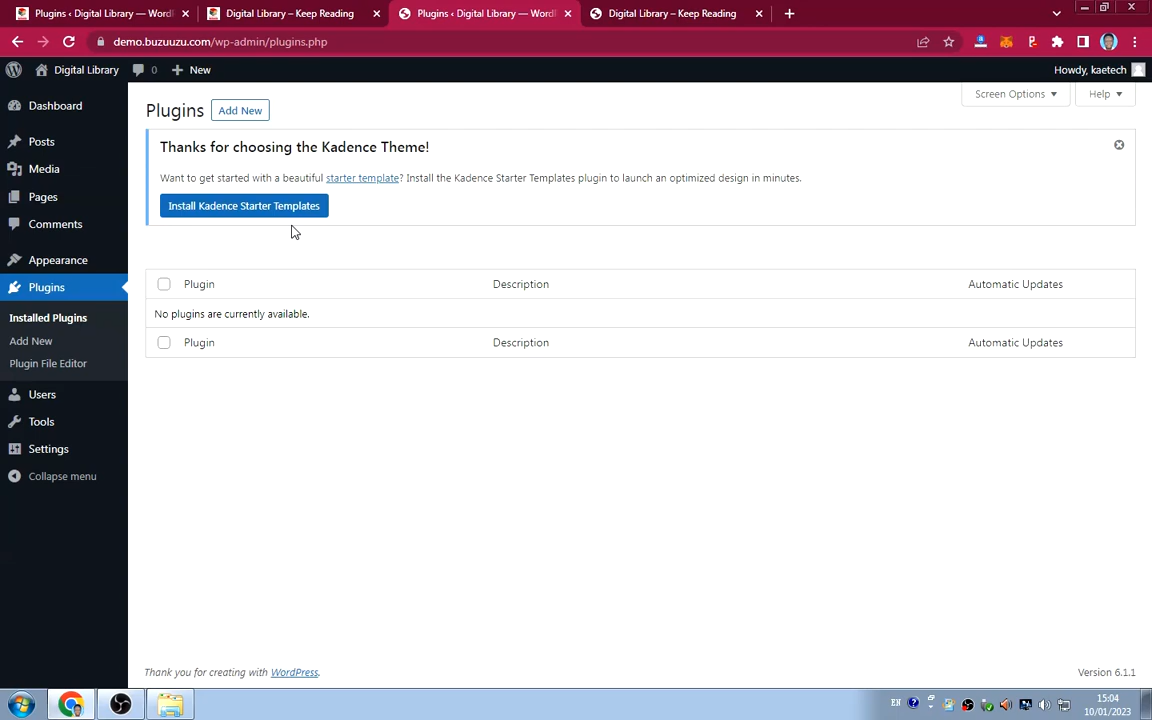 Plugins ‹ Digital Library — WordP
Digital Library – Keep Reading
Plugins ‹ Digital Library — WordP
Digital Library – Keep Reading
demo.buzuuzu.com/wp-admin/plugins.php
Digital Library
0
New
Howdy, kaetech
Dashboard
Posts
Media
Pages
Comments
Appearance
Plugins
Installed Plugins
Add New
Plugin File Editor
Users
Tools
Settings
Collapse menu
Screen Options
Help
Plugins
Add New
Thanks for choosing the Kadence Theme!
Want to get started with a beautiful starter template? Install the Kadence Starter Templates plugin to launch an optimized design in minutes.
Install Kadence Starter Templates
Plugin Description Automatic Updates
No plugins are currently available.
Plugin Description Automatic Updates
Thank you for creating with WordPress.
Version 6.1.1
EN
15:04
10/01/2023